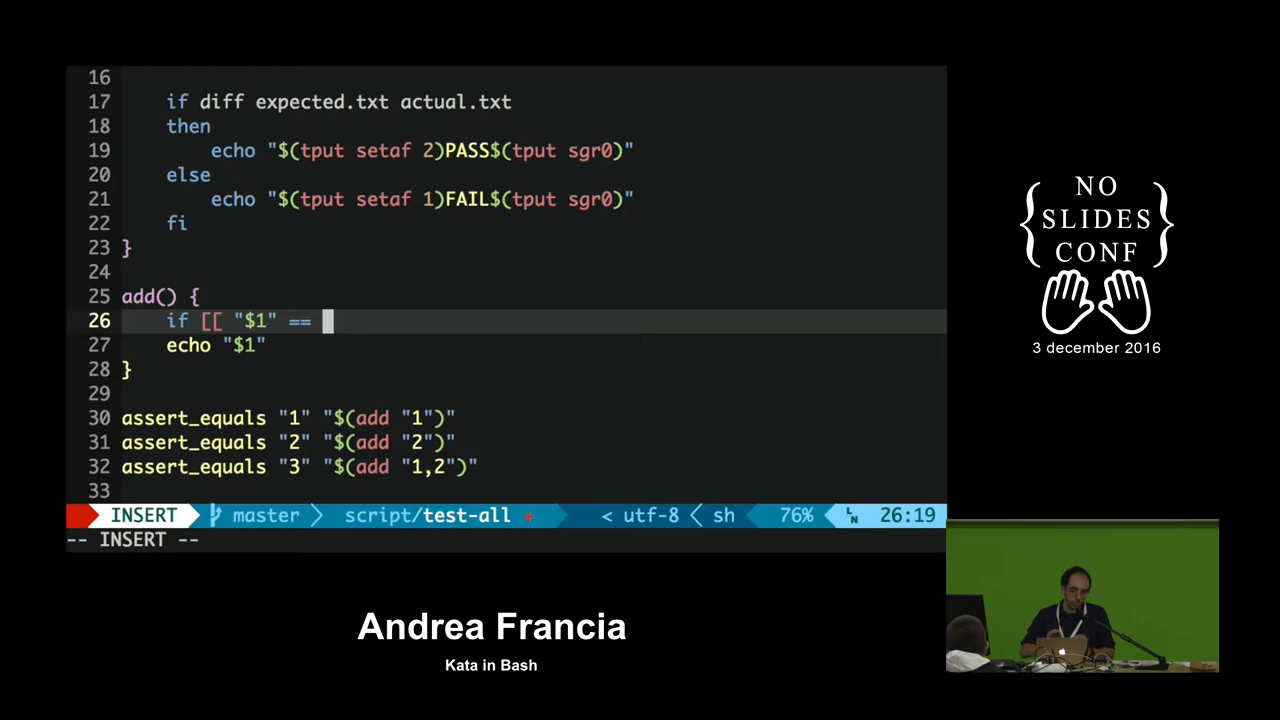 16
17 if diff expected.txt actual.txt
18 then
19 echo "$(tput setaf 2)PASS$(tput sgr0)"
20 else
21 echo "$(tput setaf 1)FAIL$(tput sgr0)"
22 fi
23 }
24
25 add() {
26 if [[ "$1" ==
27 echo "$1"
28 }
29
30 assert_equals "1" "$(add "1")"
31 assert_equals "2" "$(add "2")"
32 assert_equals "3" "$(add "1,2")"
33
INSERT master script/test-all + < utf-8 sh 76% LN 26:19
-- INSERT --
NO
SLIDES
CONF
3 december 2016
Andrea Francia
Kata in Bash